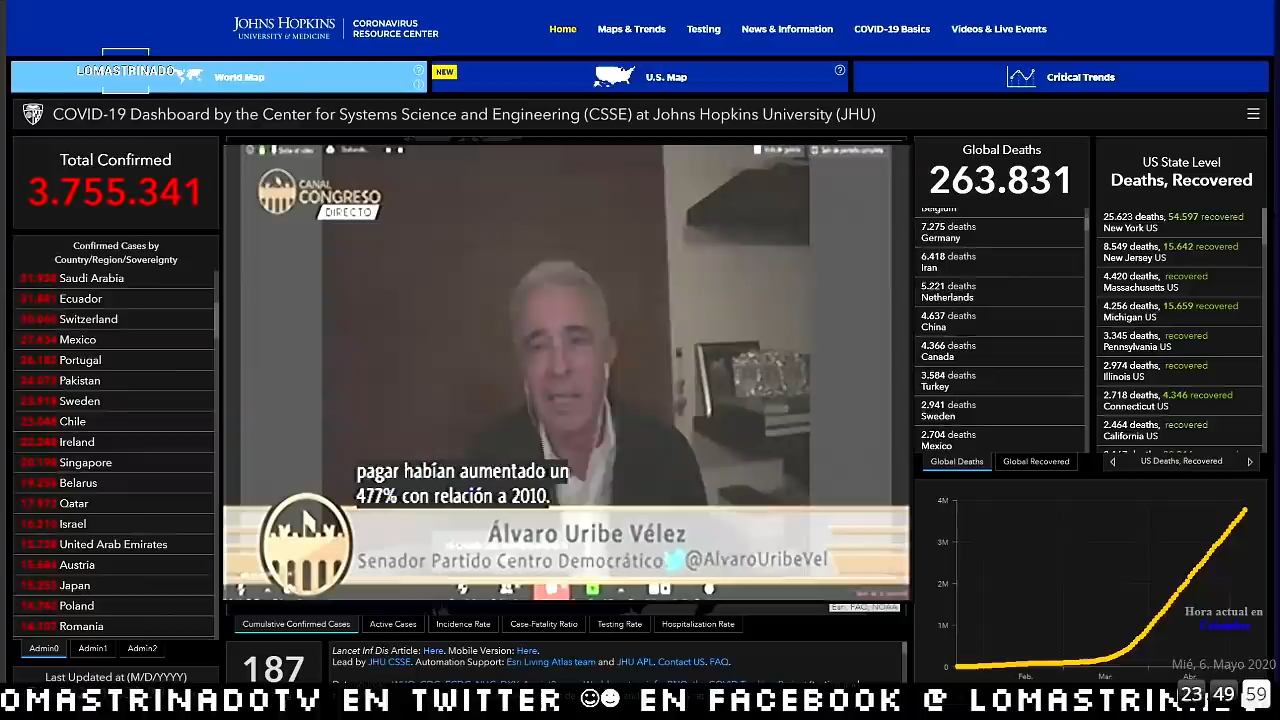 JOHNS HOPKINS
UNIVERSITY & MEDICINE
CORONAVIRUS
RESOURCE CENTER
Home
Maps & Trends
Testing
News & Information
COVID-19 Basics
Videos & Live Events
LOMASTRINADO
World Map
NEW
U.S. Map
Critical Trends
COVID-19 Dashboard by the Center for Systems Science and Engineering (CSSE) at Johns Hopkins University (JHU)
Total Confirmed
3.755.341
Confirmed Cases by
Country/Region/Sovereignty
Saudi Arabia
Ecuador
Switzerland
Mexico
Portugal
Pakistan
Sweden
Chile
Ireland
Singapore
Belarus
Qatar
Israel
United Arab Emirates
Austria
Japan
Poland
Romania
Admin0
Admin1
Admin2
Last Updated at (M/D/YYYY)
CANAL
CONGRESO
DIRECTO
pagar habían aumentado un
477% con relación a 2010.
Álvaro Uribe Vélez
Senador Partido Centro Democrático @AlvaroUribeVel
Esri, FAO, NOAA
Cumulative Confirmed Cases
Active Cases
Incidence Rate
Case-Fatality Ratio
Testing Rate
Hospitalization Rate
187
Lancet Inf Dis Article: Here. Mobile Version: Here.
Lead by JHU CSSE. Automation Support: Esri Living Atlas team and JHU APL. Contact US. FAQ.
Global Deaths
263.831
Belgium
7.275 deaths
Germany
6.418 deaths
Iran
5.221 deaths
Netherlands
4.637 deaths
China
4.366 deaths
Canada
3.584 deaths
Turkey
2.941 deaths
Sweden
2.704 deaths
Mexico
Global Deaths
Global Recovered
US State Level
Deaths, Recovered
25.623 deaths, 54.597 recovered
New York US
8.549 deaths, 15.642 recovered
New Jersey US
4.420 deaths, recovered
Massachusetts US
4.256 deaths, 15.659 recovered
Michigan US
3.345 deaths, recovered
Pennsylvania US
2.974 deaths, recovered
Illinois US
2.718 deaths, 4.346 recovered
Connecticut US
2.464 deaths, recovered
California US
US Deaths, Recovered
4M
3M
2M
1M
0
Feb.
Mar.
Abr.
Hora actual en
Colombia
Mié, 6. Mayo 2020
23 49 59
OMASTRINADOTV EN TWITTER EN FACEBOOK @ LOMASTRIN